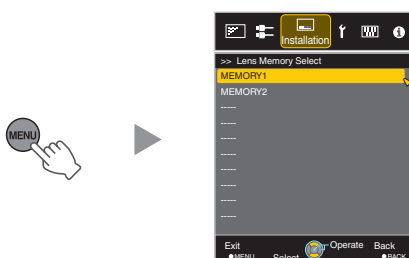 MENU
Installation
>> Lens Memory Select
MEMORY1
MEMORY2
-----
-----
-----
-----
-----
-----
-----
-----
Exit Operate Back
MENU Select BACK